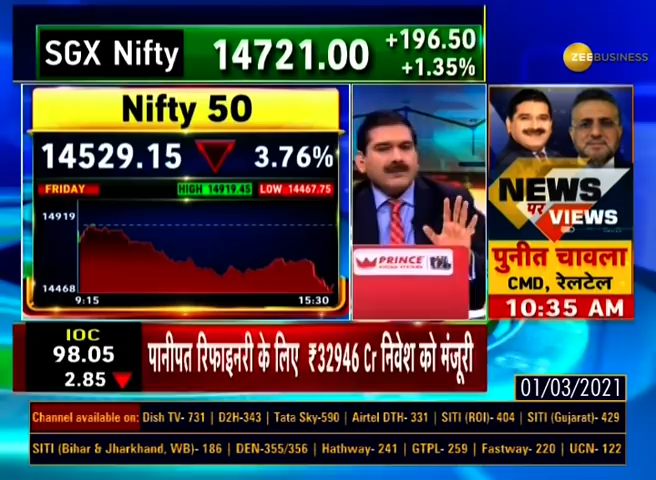 SGX Nifty 14721.00 +196.50
+1.35%
ZEE BUSINESS
Nifty 50
14529.15 3.76%
FRIDAY HIGH 14919.45 LOW 14467.75
14919
14468
9:15 15:30
PRINCE
NEWS
पर
VIEWS
पुनीत चावला
CMD, रेलटेल
10:35 AM
IOC
98.05
2.85
पानीपत रिफाइनरी के लिए ₹32946 Cr निवेश को मंजूरी
01/03/2021
Channel available on: Dish TV- 731 | D2H-343 | Tata Sky-590 | Airtel DTH- 331 | SITI (ROI)- 404 | SITI (Gujarat)- 429
SITI (Bihar & Jharkhand, WB)- 186 | DEN-355/356 | Hathway- 241 | GTPL- 259 | Fastway- 220 | UCN- 122